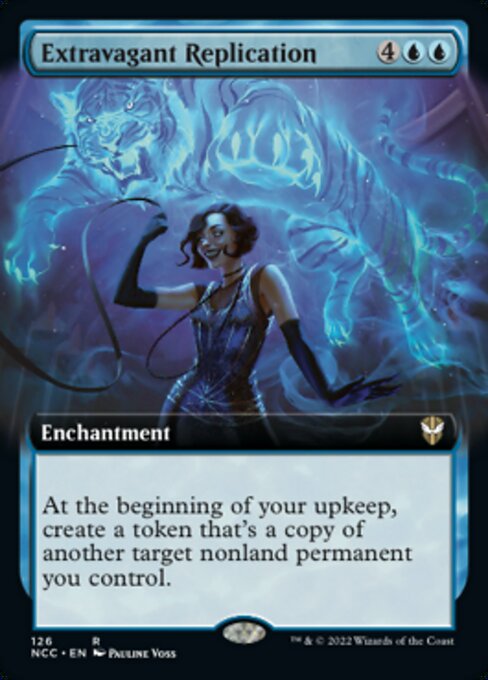 Extravagant Replication 4
Enchantment
At the beginning of your upkeep,
create a token that's a copy of
another target nonland permanent
you control.
126 R
NCC • EN Pauline Voss
™ & © 2022 Wizards of the Coast